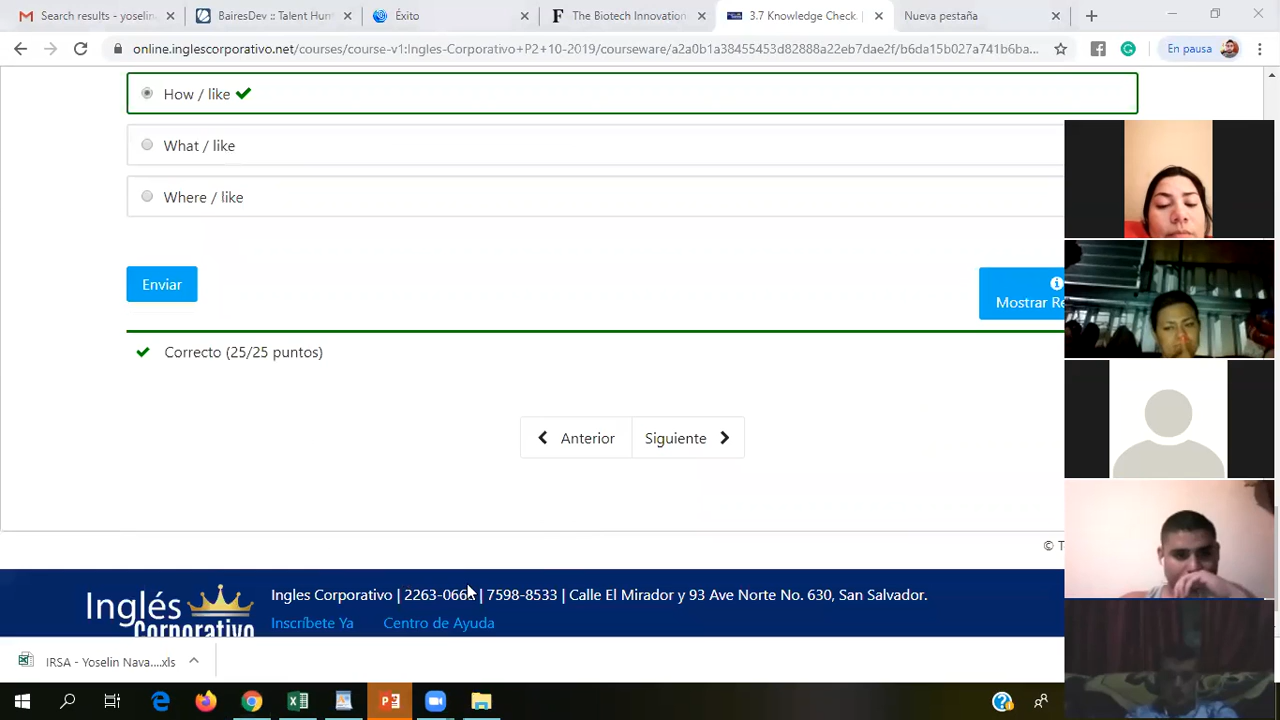 Search results - yoselin
BairesDev :: Talent Hum
Éxito
The Biotech Innovation
3.7 Knowledge Check
Nueva pestaña
online.inglescorporativo.net/courses/course-v1:Ingles-Corporativo+P2+10-2019/courseware/a2a0b1a38455453d82888a22eb7dae2f/b6da15b027a741b6ba...
En pausa
How / like
What / like
Where / like
Enviar
Mostrar Re
Correcto (25/25 puntos)
Anterior
Siguiente
© T
Inglés Corporativo
Ingles Corporativo | 2263-066 | 7598-8533 | Calle El Mirador y 93 Ave Norte No. 630, San Salvador.
Inscríbete Ya
Centro de Ayuda
IRSA - Yoselin Nava....xls